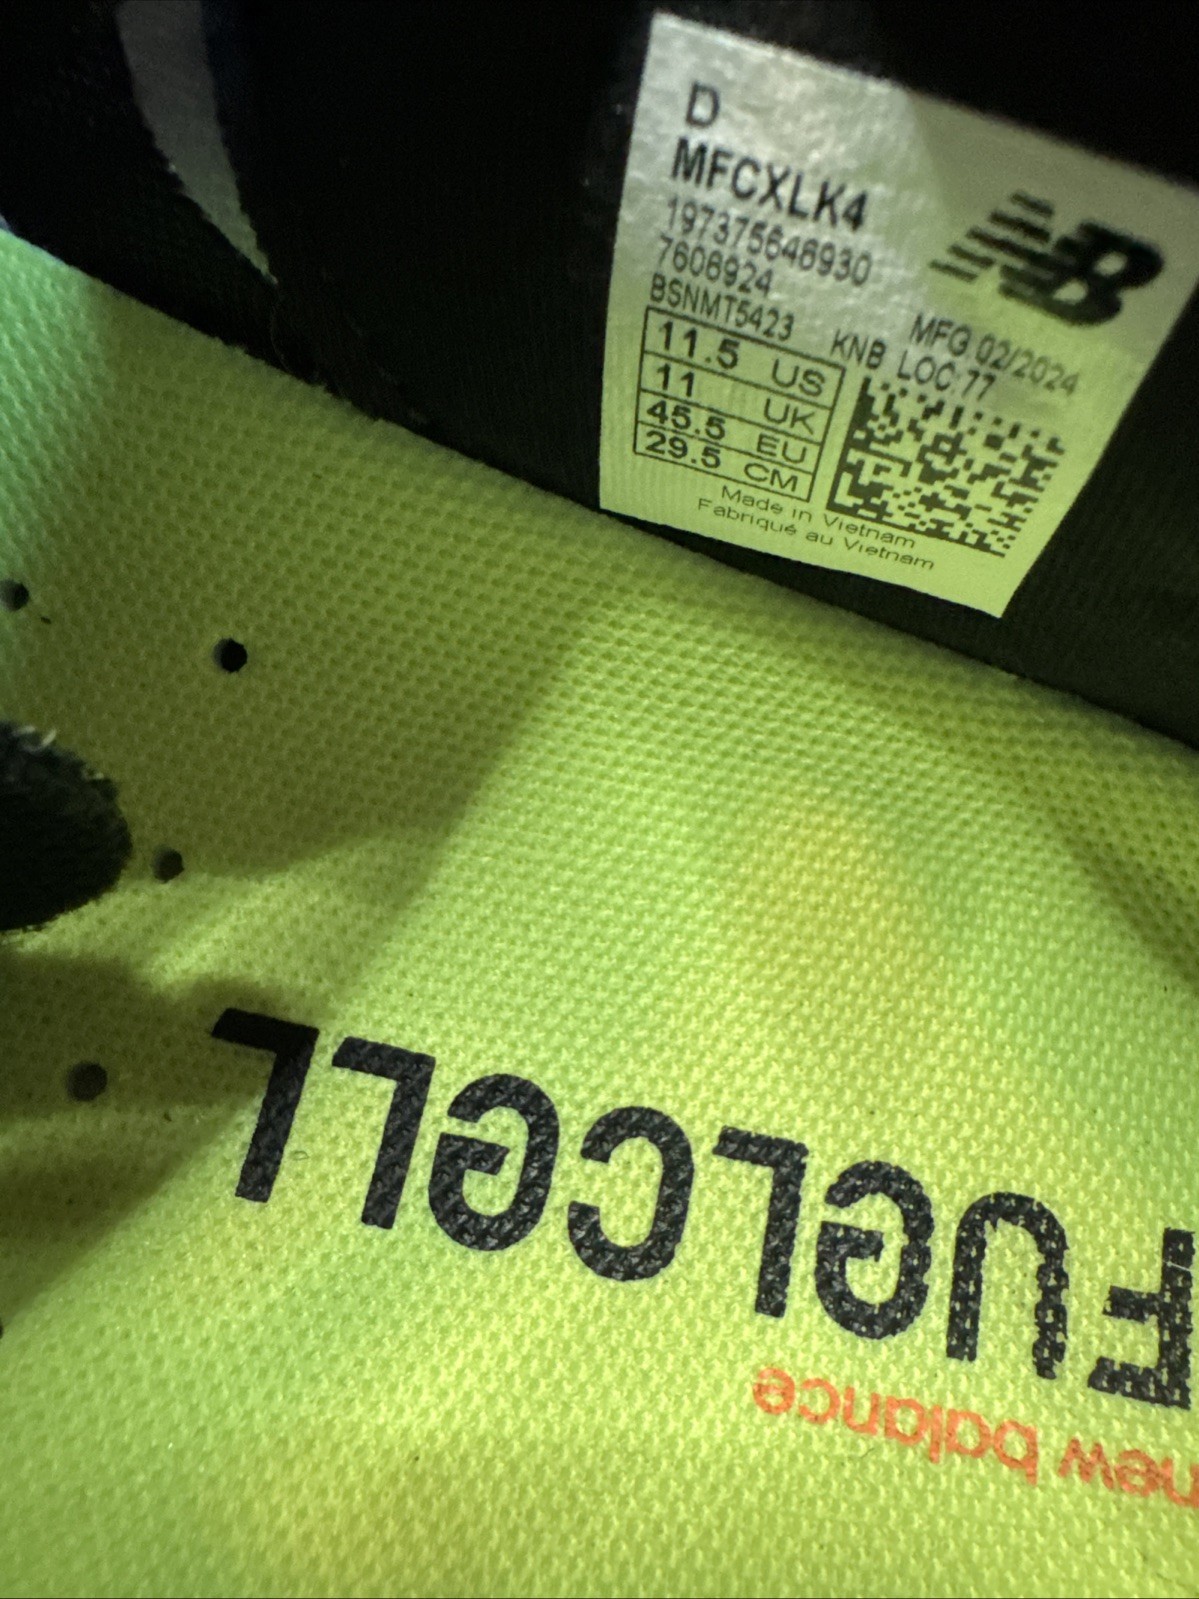 D
MFCXLK4
197375646930
7606924
BSNMT5423
KNB
MFG 02/2024
LOC:77
11.5 US
11 UK
45.5 EU
29.5 CM
Made in Vietnam
Fabriqué au Vietnam
NB
FUELCELL
new balance